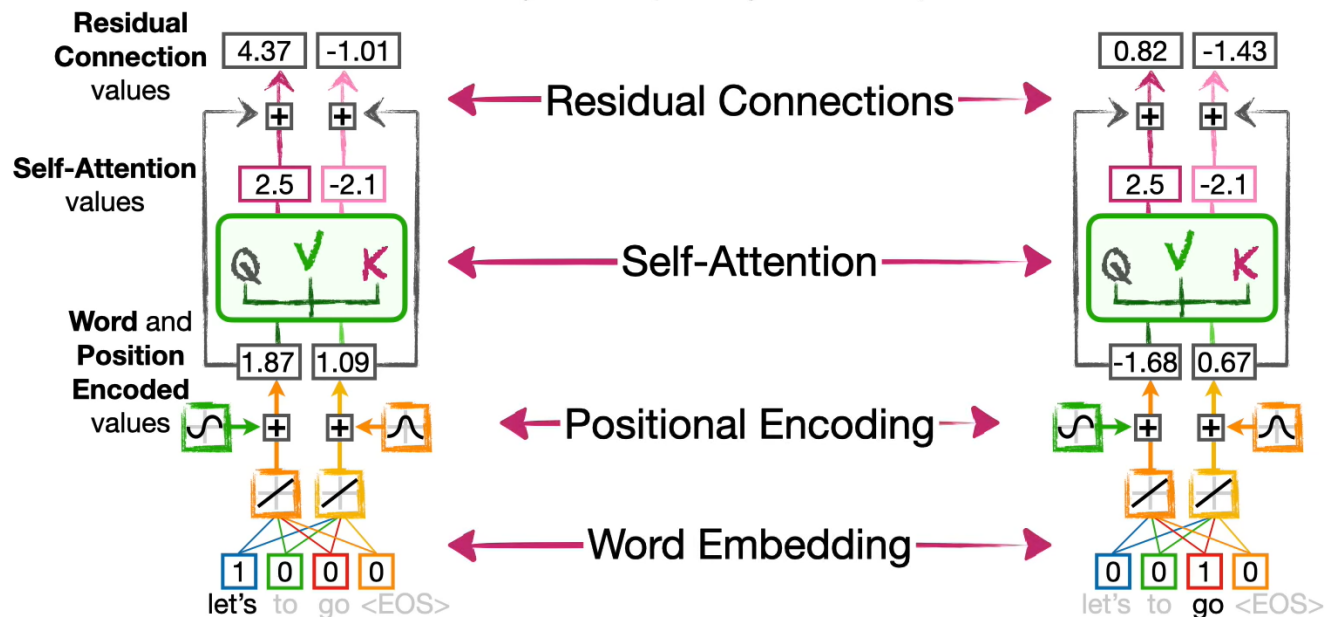 Residual
Connection
values
4.37 -1.01
+ +
Residual Connections
0.82 -1.43
+ +
Self-Attention
values
2.5 -2.1
2.5 -2.1
Q V K
Self-Attention
Q V K
Word and
Position
Encoded
values
1.87 1.09
-1.68 0.67
+ +
Positional Encoding
+ +
Word Embedding
1 0 0 0
let's to go <EOS>
0 0 1 0
let's to go <EOS>